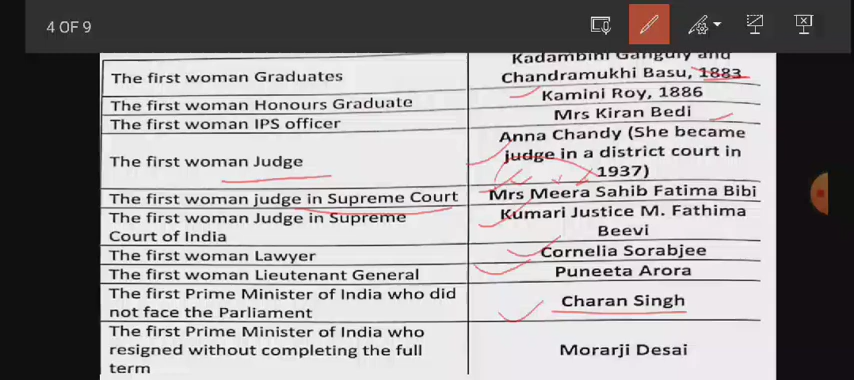 4 OF 9
Kadambini Ganguly and
The first woman Graduates
Chandramukhi Basu, 1883
The first woman Honours Graduate
Kamini Roy, 1886
The first woman IPS officer
Mrs Kiran Bedi
Anna Chandy (She became
The first woman Judge
judge in a district court in
1937)
The first woman judge in Supreme Court
Mrs Meera Sahib Fatima Bibi
The first woman Judge in Supreme
Court of India
Kumari Justice M. Fathima
Beevi
The first woman Lawyer
Cornelia Sorabjee
The first woman Lieutenant General
Puneeta Arora
The first Prime Minister of India who did
not face the Parliament
Charan Singh
The first Prime Minister of India who
resigned without completing the full
term
Morarji Desai